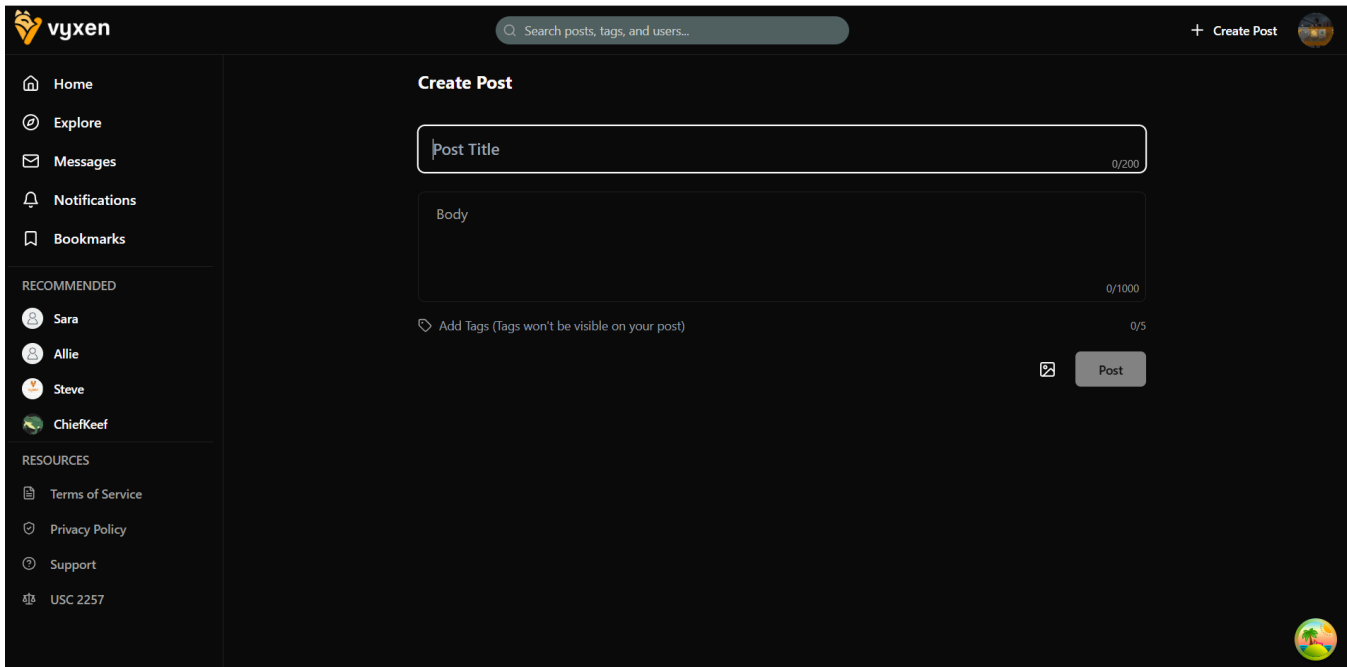 vyxen
Search posts, tags, and users...
Create Post
Home
Explore
Messages
Notifications
Bookmarks
RECOMMENDED
Sara
Allie
Steve
ChiefKeef
RESOURCES
Terms of Service
Privacy Policy
Support
USC 2257
Create Post
Post Title
0/200
Body
0/1000
Add Tags (Tags won't be visible on your post)
0/5
Post